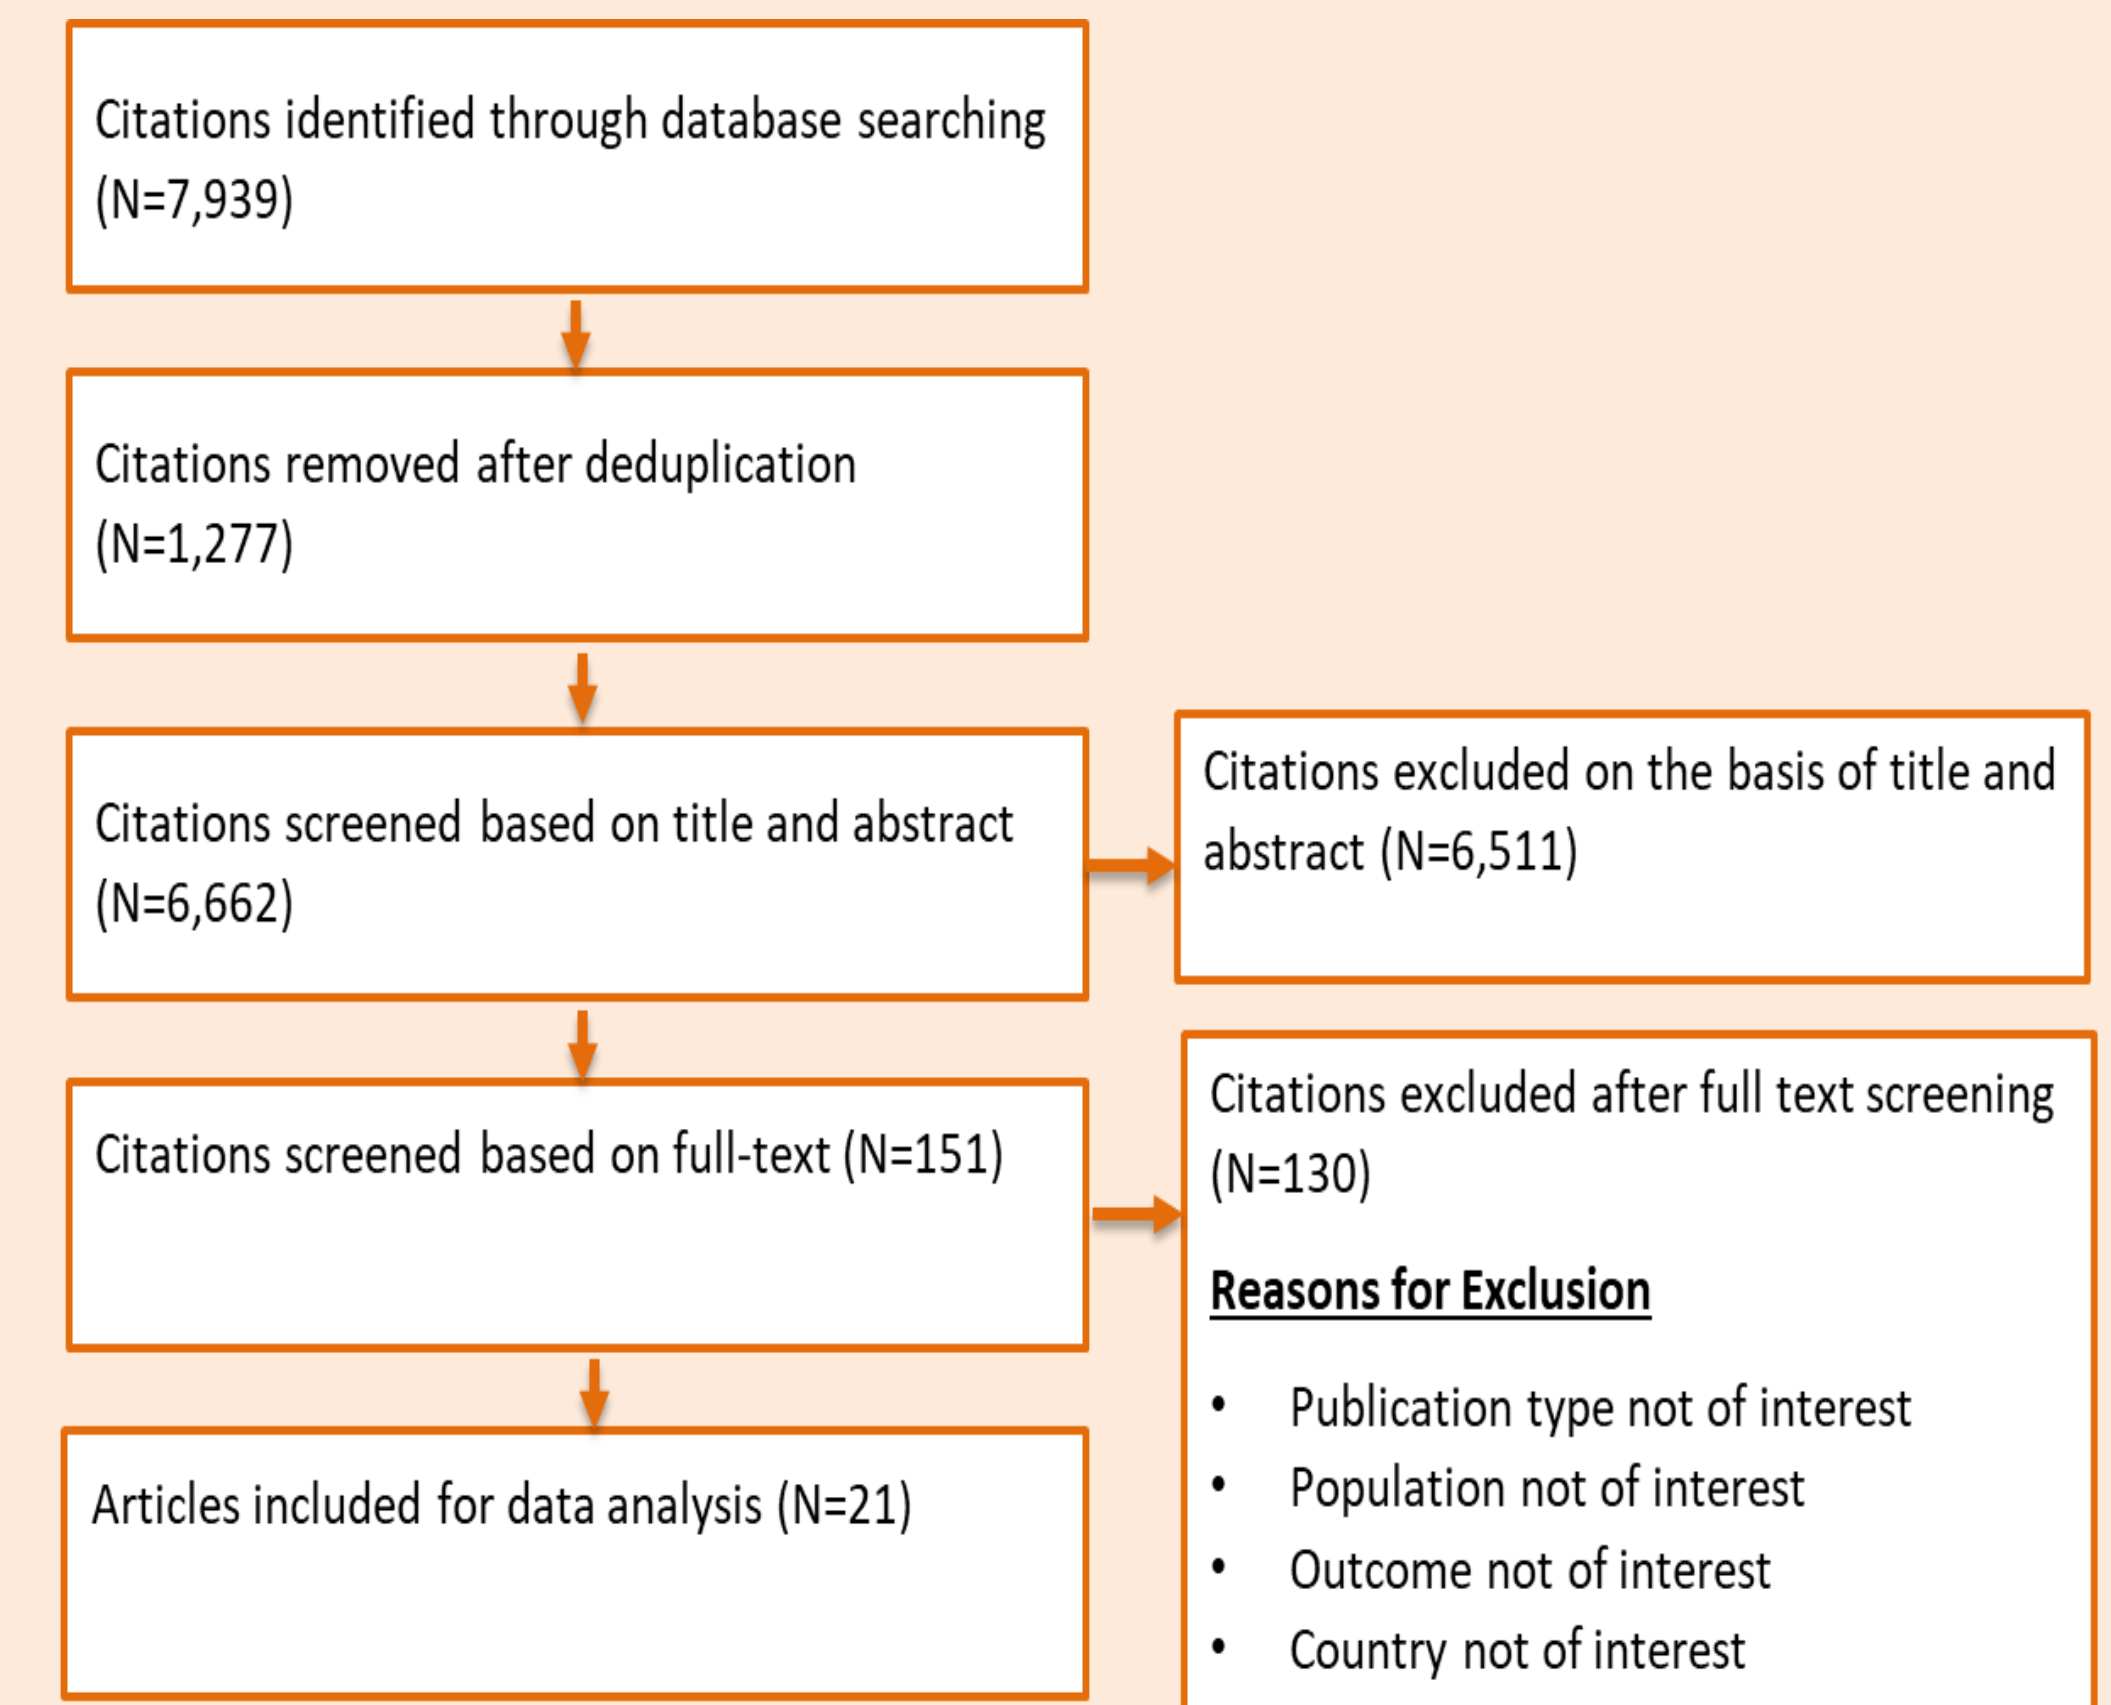 Citations identified through database searching
(N=7,939)
Citations removed after deduplication
(N=1,277)
Citations screened based on title and abstract
(N=6,662)
Citations excluded on the basis of title and
abstract (N=6,511)
Citations screened based on full-text (N=151)
Citations excluded after full text screening
(N=130)
Reasons for Exclusion
• Publication type not of interest
• Population not of interest
• Outcome not of interest
• Country not of interest
Articles included for data analysis (N=21)